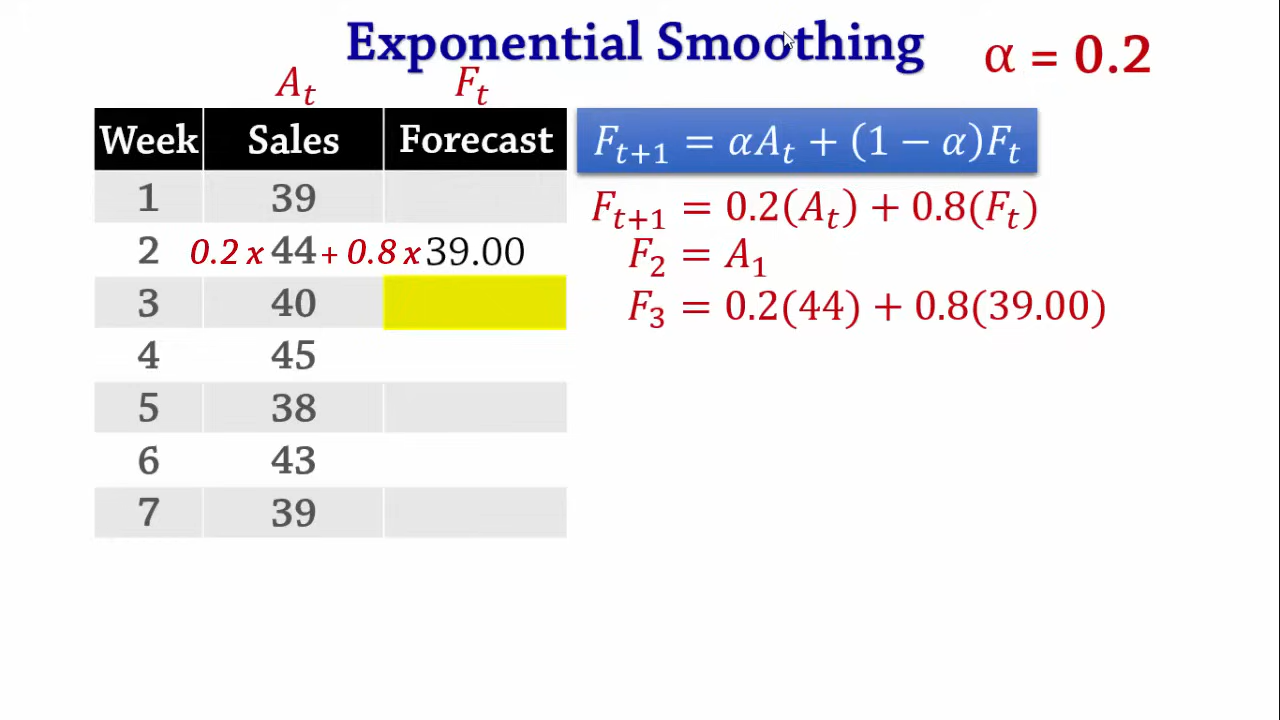 Exponential Smoothing α = 0.2
A_t F_t
Week Sales Forecast F_{t+1} = αA_t + (1 − α)F_t
1 39 F_{t+1} = 0.2(A_t) + 0.8(F_t)
2 0.2 x 44 + 0.8 x 39.00 F_2 = A_1
3 40 F_3 = 0.2(44) + 0.8(39.00)
4 45
5 38
6 43
7 39